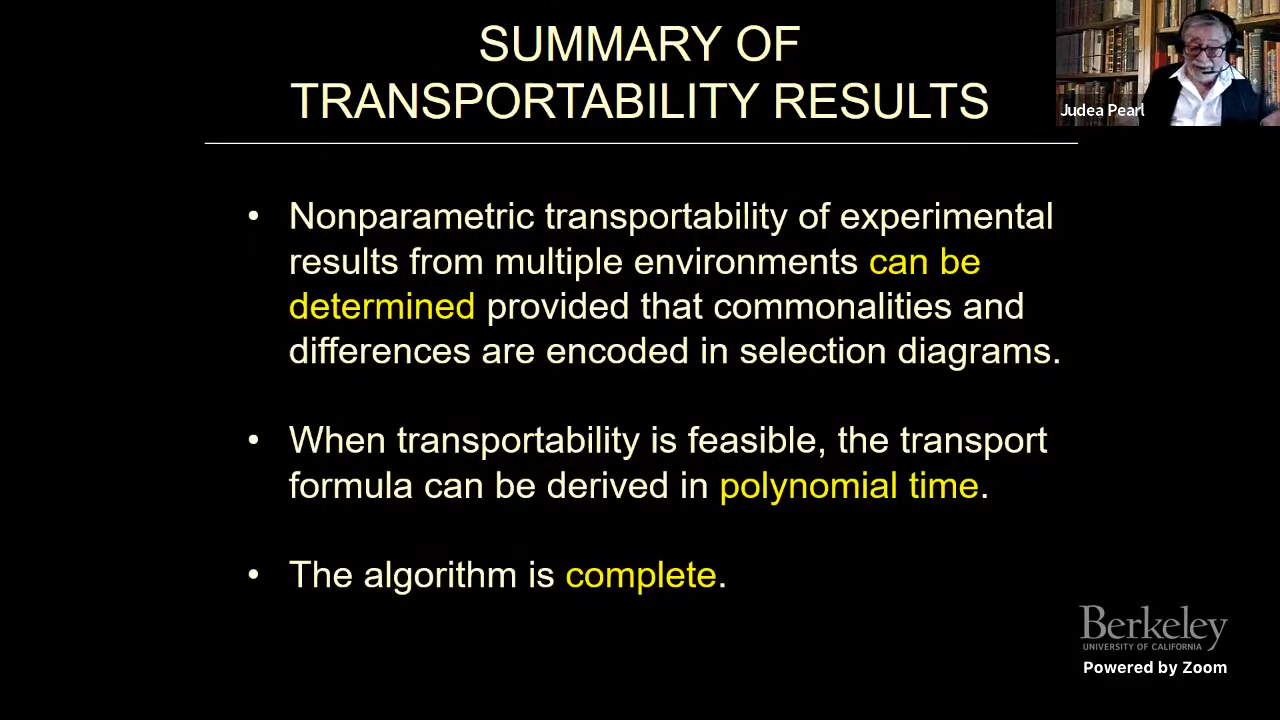 SUMMARY OF
TRANSPORTABILITY RESULTS
Judea Pearl
• Nonparametric transportability of experimental
results from multiple environments can be
determined provided that commonalities and
differences are encoded in selection diagrams.
• When transportability is feasible, the transport
formula can be derived in polynomial time.
• The algorithm is complete.
Berkeley
UNIVERSITY OF CALIFORNIA
Powered by Zoom